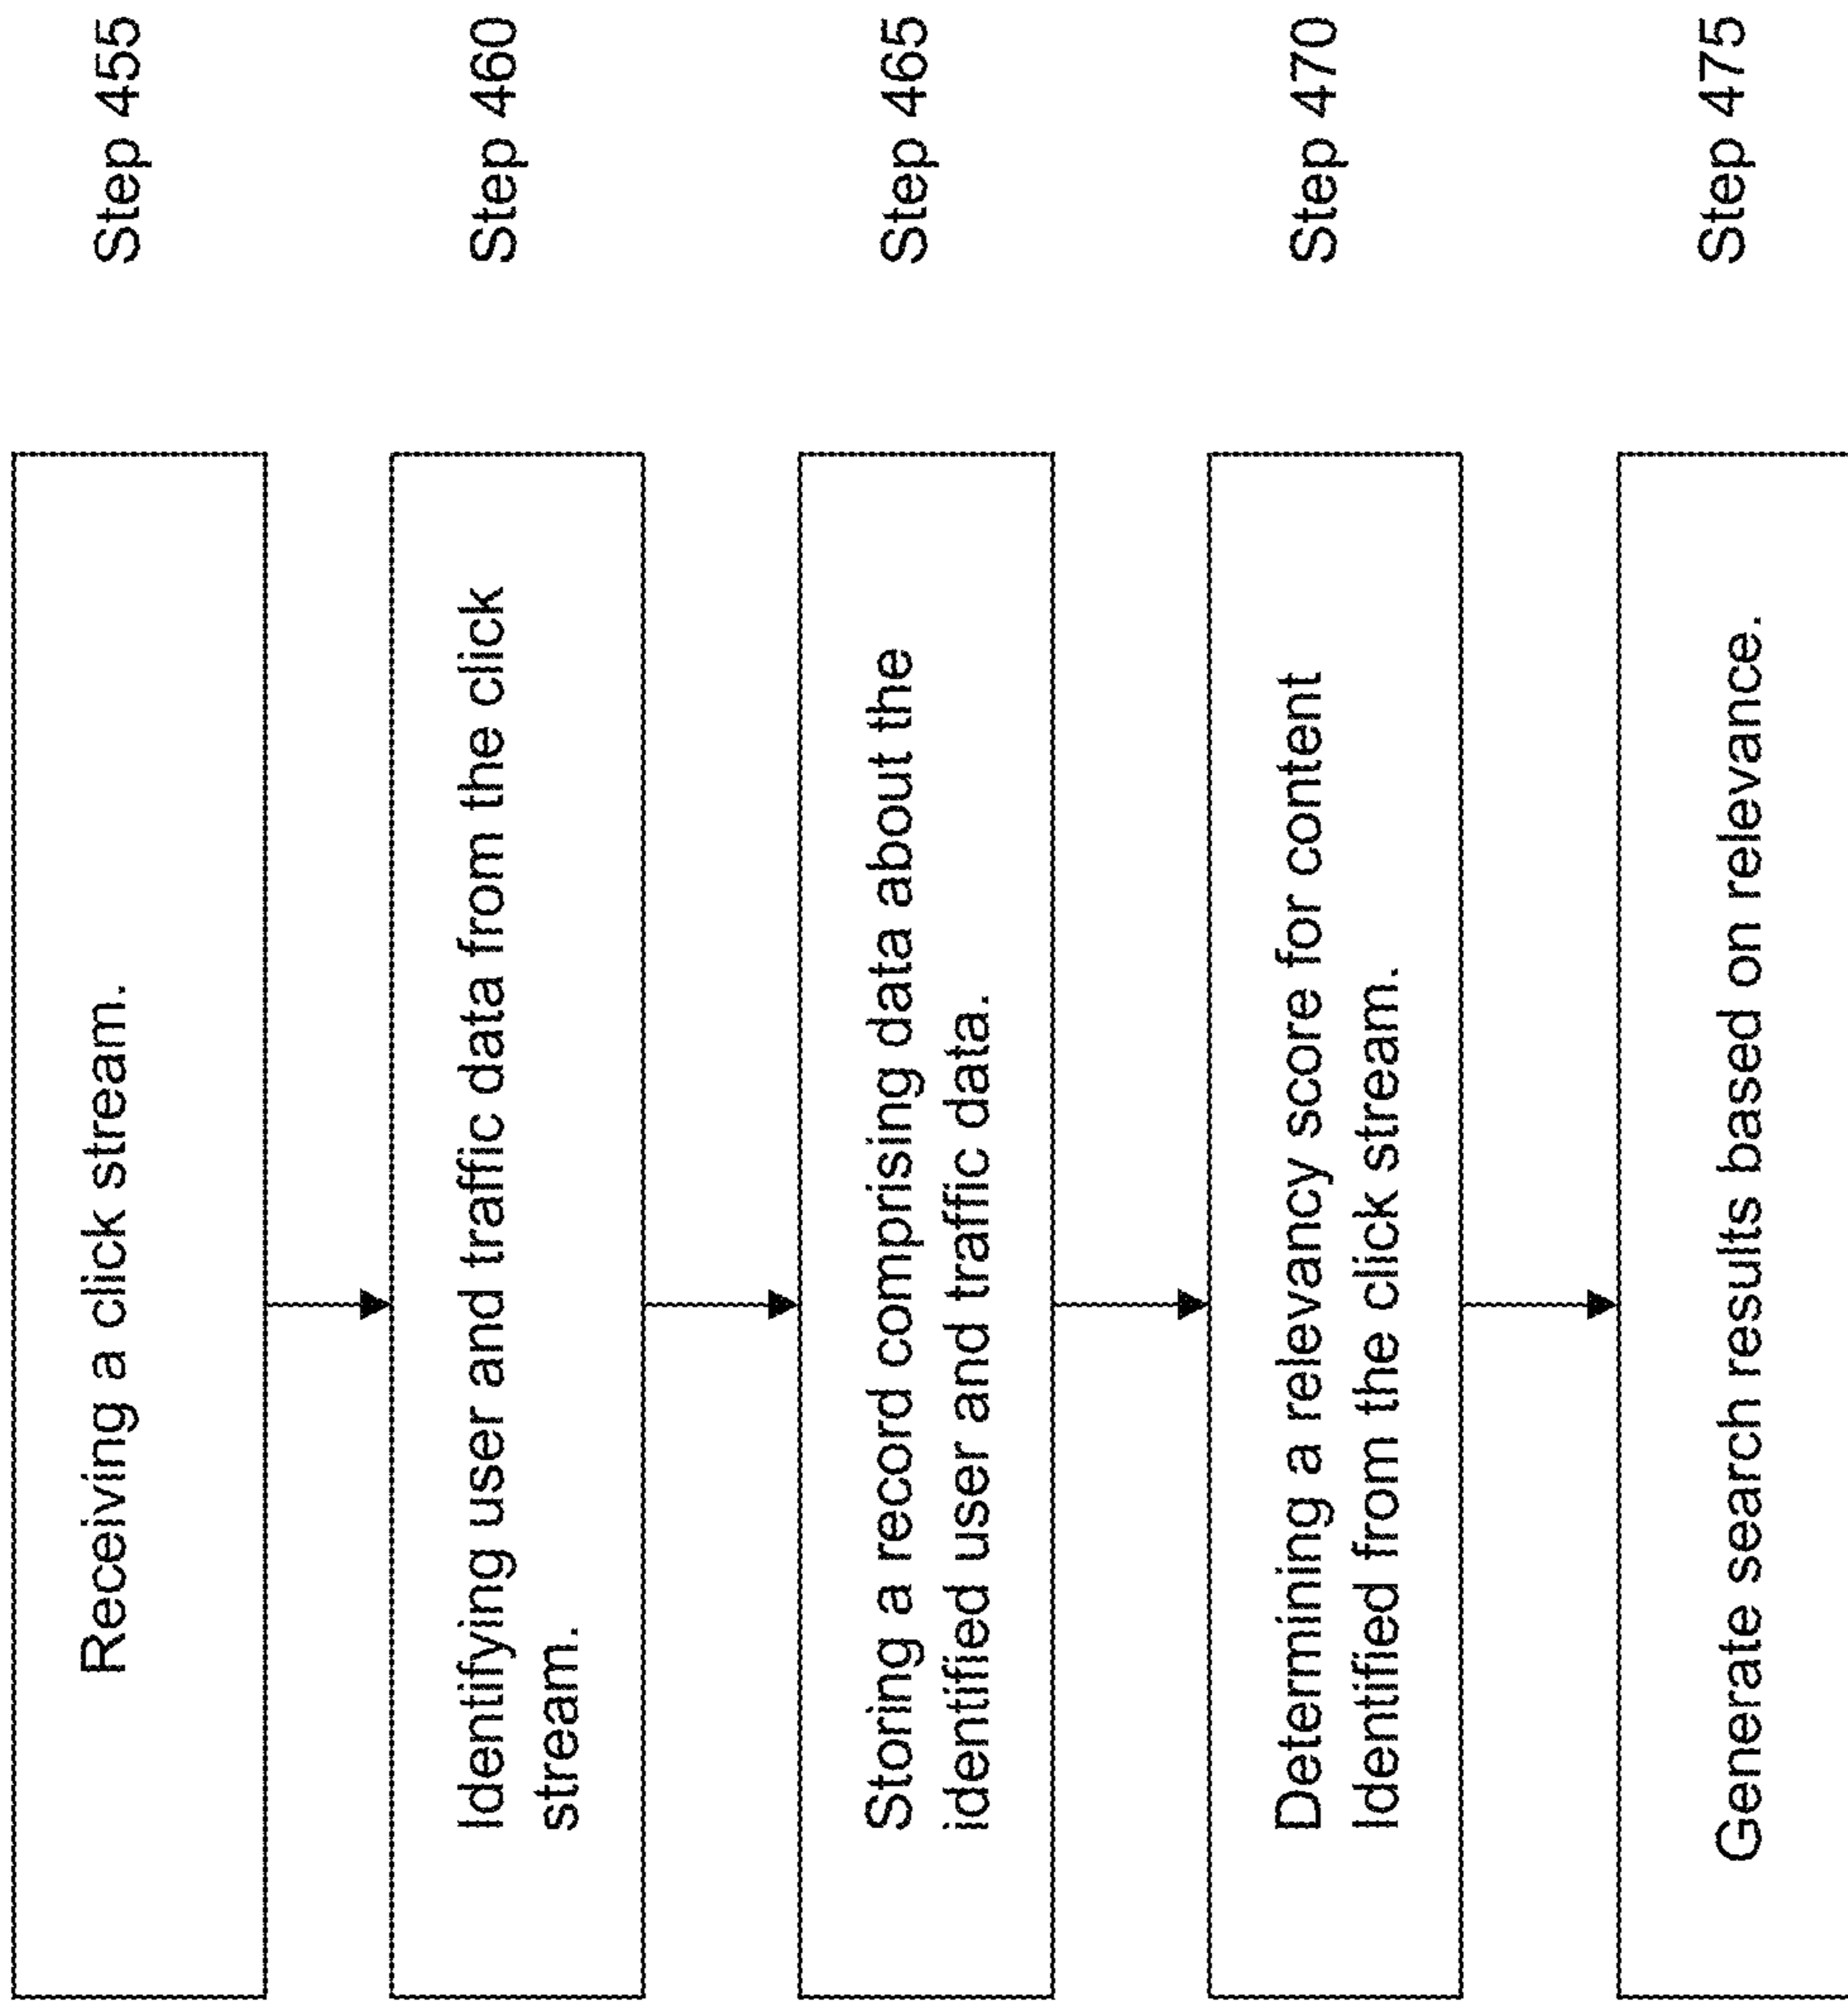 Receiving a click stream.
Step 455
Identifying user and traffic data from the click
stream.
Step 460
Storing a record comprising data about the
identified user and traffic data.
Step 465
Determining a relevancy score for content
Identified from the click stream.
Step 470
Generate search results based on relevance.
Step 475